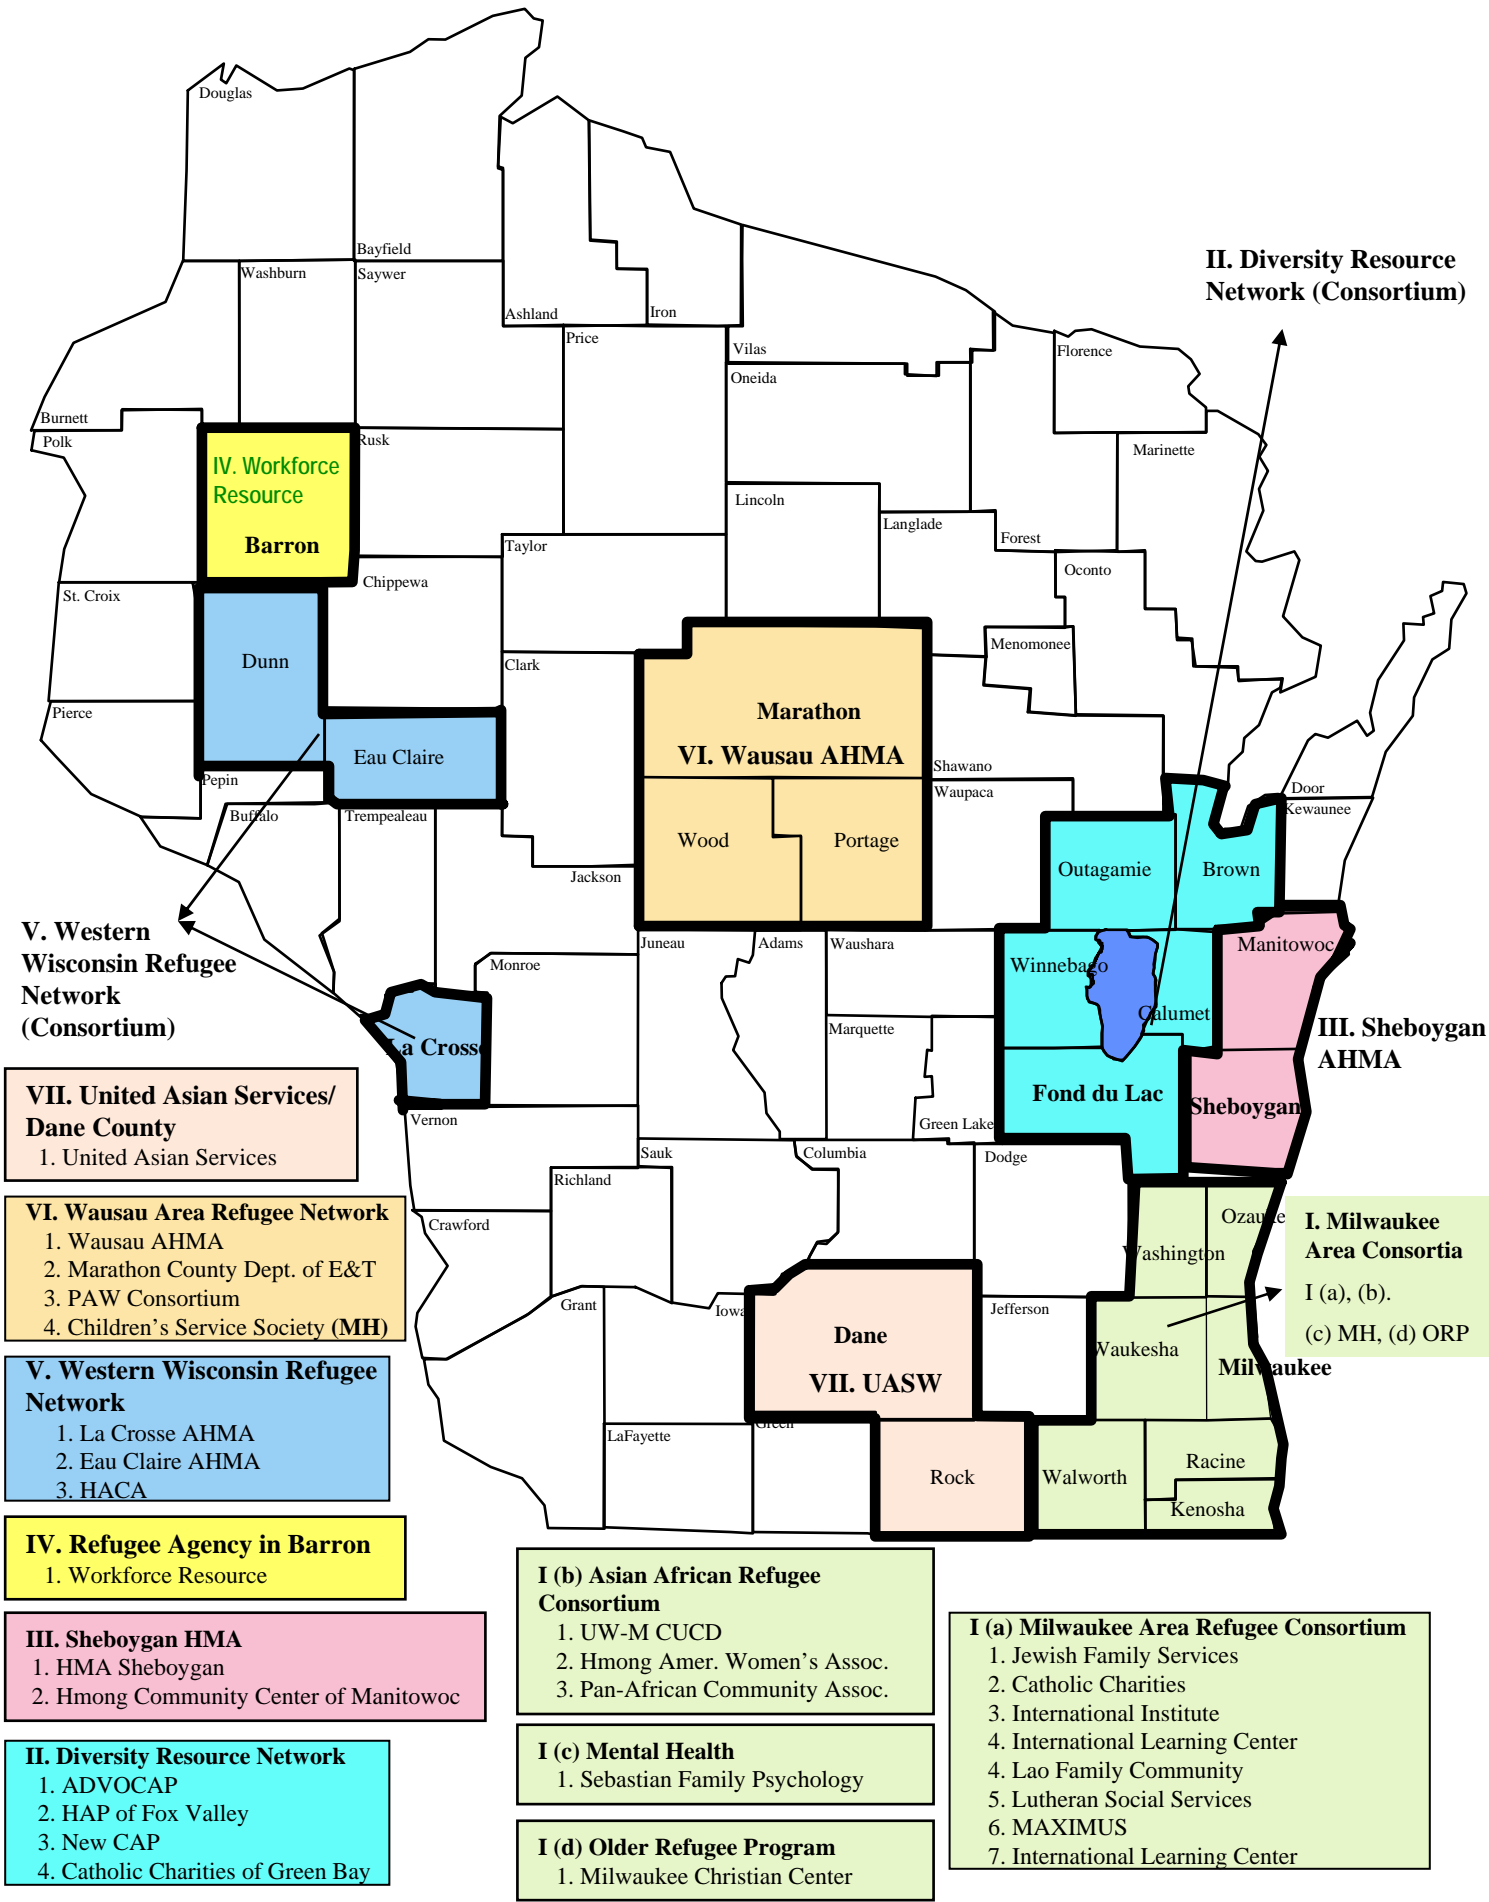 Douglas
Bayfield
Washburn
Saywer
Ashland
Iron
Price
Vilas
Oneida
Florence
II. Diversity Resource
Network (Consortium)
Burnett
Polk
Rusk
Marinette
IV. Workforce
Resource
Barron
Lincoln
Langlade
Forest
Taylor
Oconto
St. Croix
Chippewa
Menomonee
Dunn
Clark
Pierce
Marathon
VI. Wausau AHMA
Eau Claire
Shawano
Waupaca
Door
Kewaunee
Pepin
Buffalo
Trempealeau
Wood
Portage
Outagamie
Brown
Jackson
V. Western
Wisconsin Refugee
Network
(Consortium)
Juneau
Adams
Waushara
Manitowoc
Monroe
Winnebago
Calumet
Marquette
III. Sheboygan
AHMA
La Crosse
Fond du Lac
Sheboygan
Vernon
Green Lake
Sauk
Columbia
Dodge
Richland
Crawford
Ozaukee
Washington
I. Milwaukee
Area Consortia
I (a), (b).
(c) MH, (d) ORP
Grant
Iowa
Jefferson
Dane
VII. UASW
Waukesha
Milwaukee
Green
LaFayette
Rock
Walworth
Racine
Kenosha
VII. United Asian Services/
Dane County
1. United Asian Services
VI. Wausau Area Refugee Network
1. Wausau AHMA
2. Marathon County Dept. of E&T
3. PAW Consortium
4. Children’s Service Society (MH)
V. Western Wisconsin Refugee
Network
1. La Crosse AHMA
2. Eau Claire AHMA
3. HACA
IV. Refugee Agency in Barron
1. Workforce Resource
III. Sheboygan HMA
1. HMA Sheboygan
2. Hmong Community Center of Manitowoc
II. Diversity Resource Network
1. ADVOCAP
2. HAP of Fox Valley
3. New CAP
4. Catholic Charities of Green Bay
I (b) Asian African Refugee
Consortium
1. UW-M CUCD
2. Hmong Amer. Women’s Assoc.
3. Pan-African Community Assoc.
I (c) Mental Health
1. Sebastian Family Psychology
I (d) Older Refugee Program
1. Milwaukee Christian Center
I (a) Milwaukee Area Refugee Consortium
1. Jewish Family Services
2. Catholic Charities
3. International Institute
4. International Learning Center
4. Lao Family Community
5. Lutheran Social Services
6. MAXIMUS
7. International Learning Center